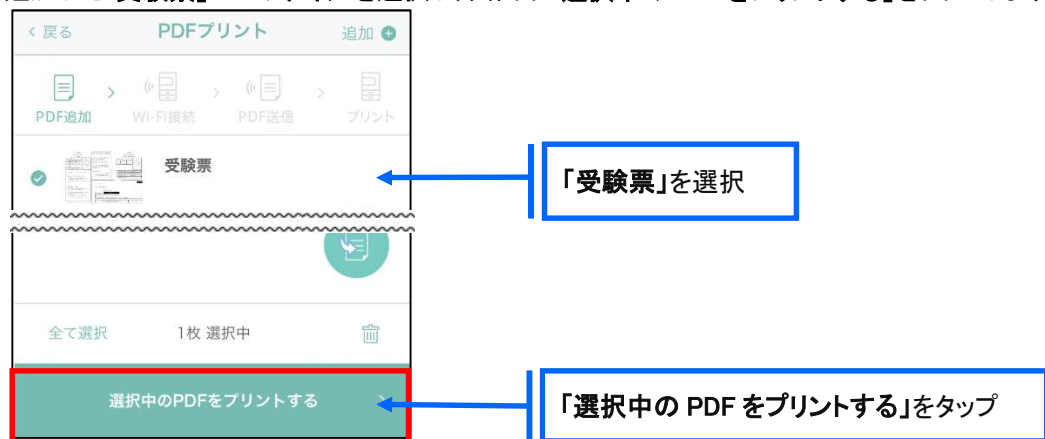 < 戻る PDFプリント 追加
PDF追加 Wi-Fi接続 PDF送信 プリント
受験票
「受験票」を選択
全て選択 1枚 選択中
選択中のPDFをプリントする
「選択中の PDF をプリントする」をタップ